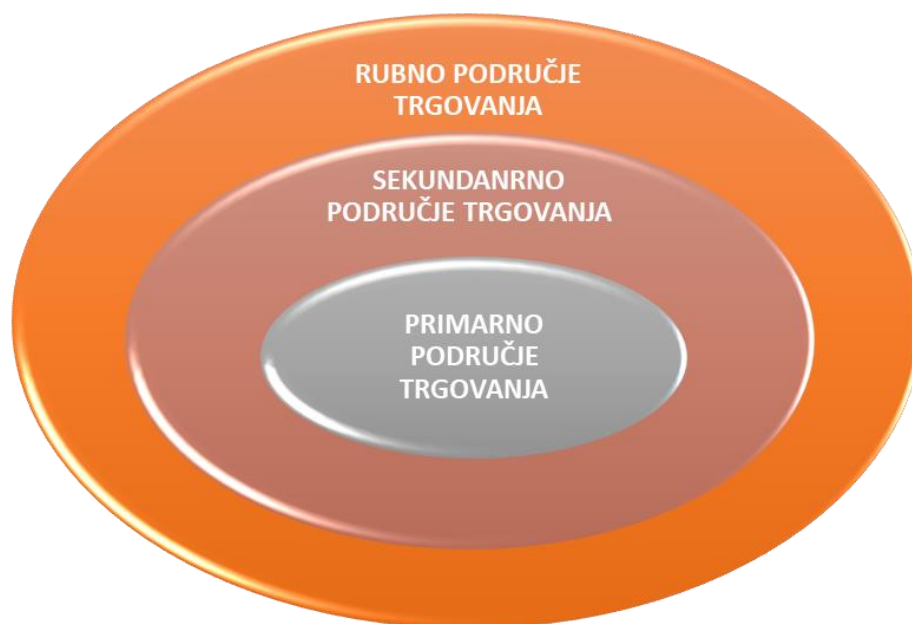 RUBNO PODRUČJE
TRGOVANJA
SEKUNDANRNO
PODRUČJE TRGOVANJA
PRIMARNO
PODRUČJE
TRGOVANJA